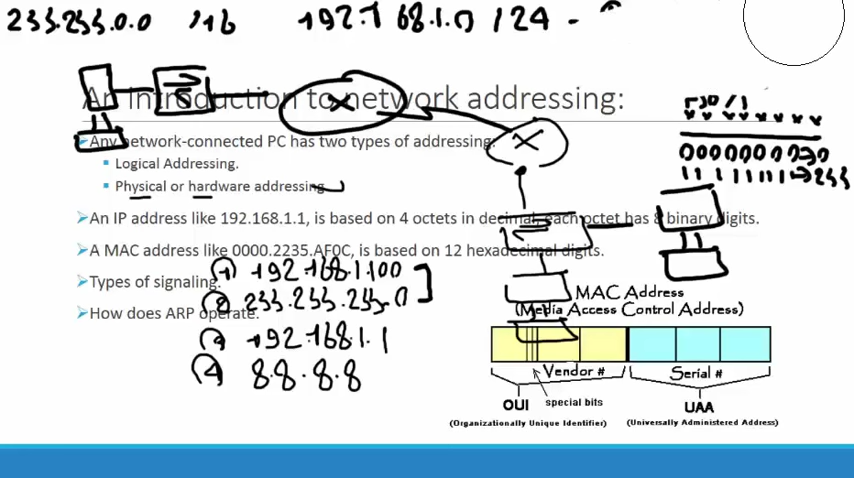 255.255.0.0 /16 192.168.1.0 /24 -
An introduction to network addressing:
Any network-connected PC has two types of addressing.
Logical Addressing.
Physical or hardware addressing
An IP address like 192.168.1.1, is based on 4 octets in decimal, each octet has 8 binary digits.
A MAC address like 0000.2235.AF0C, is based on 12 hexadecimal digits.
Types of signaling.
How does ARP operate.
0 / 1
00000000 → 0
11111111 → 255
① 192.168.1.100
② 255.255.255.0
192.168.1.1
④ 8.8.8.8
MAC Address
(Media Access Control Address)
Vendor # Serial #
OUI special bits UAA
(Organizationally Unique Identifier) (Universally Administered Address)